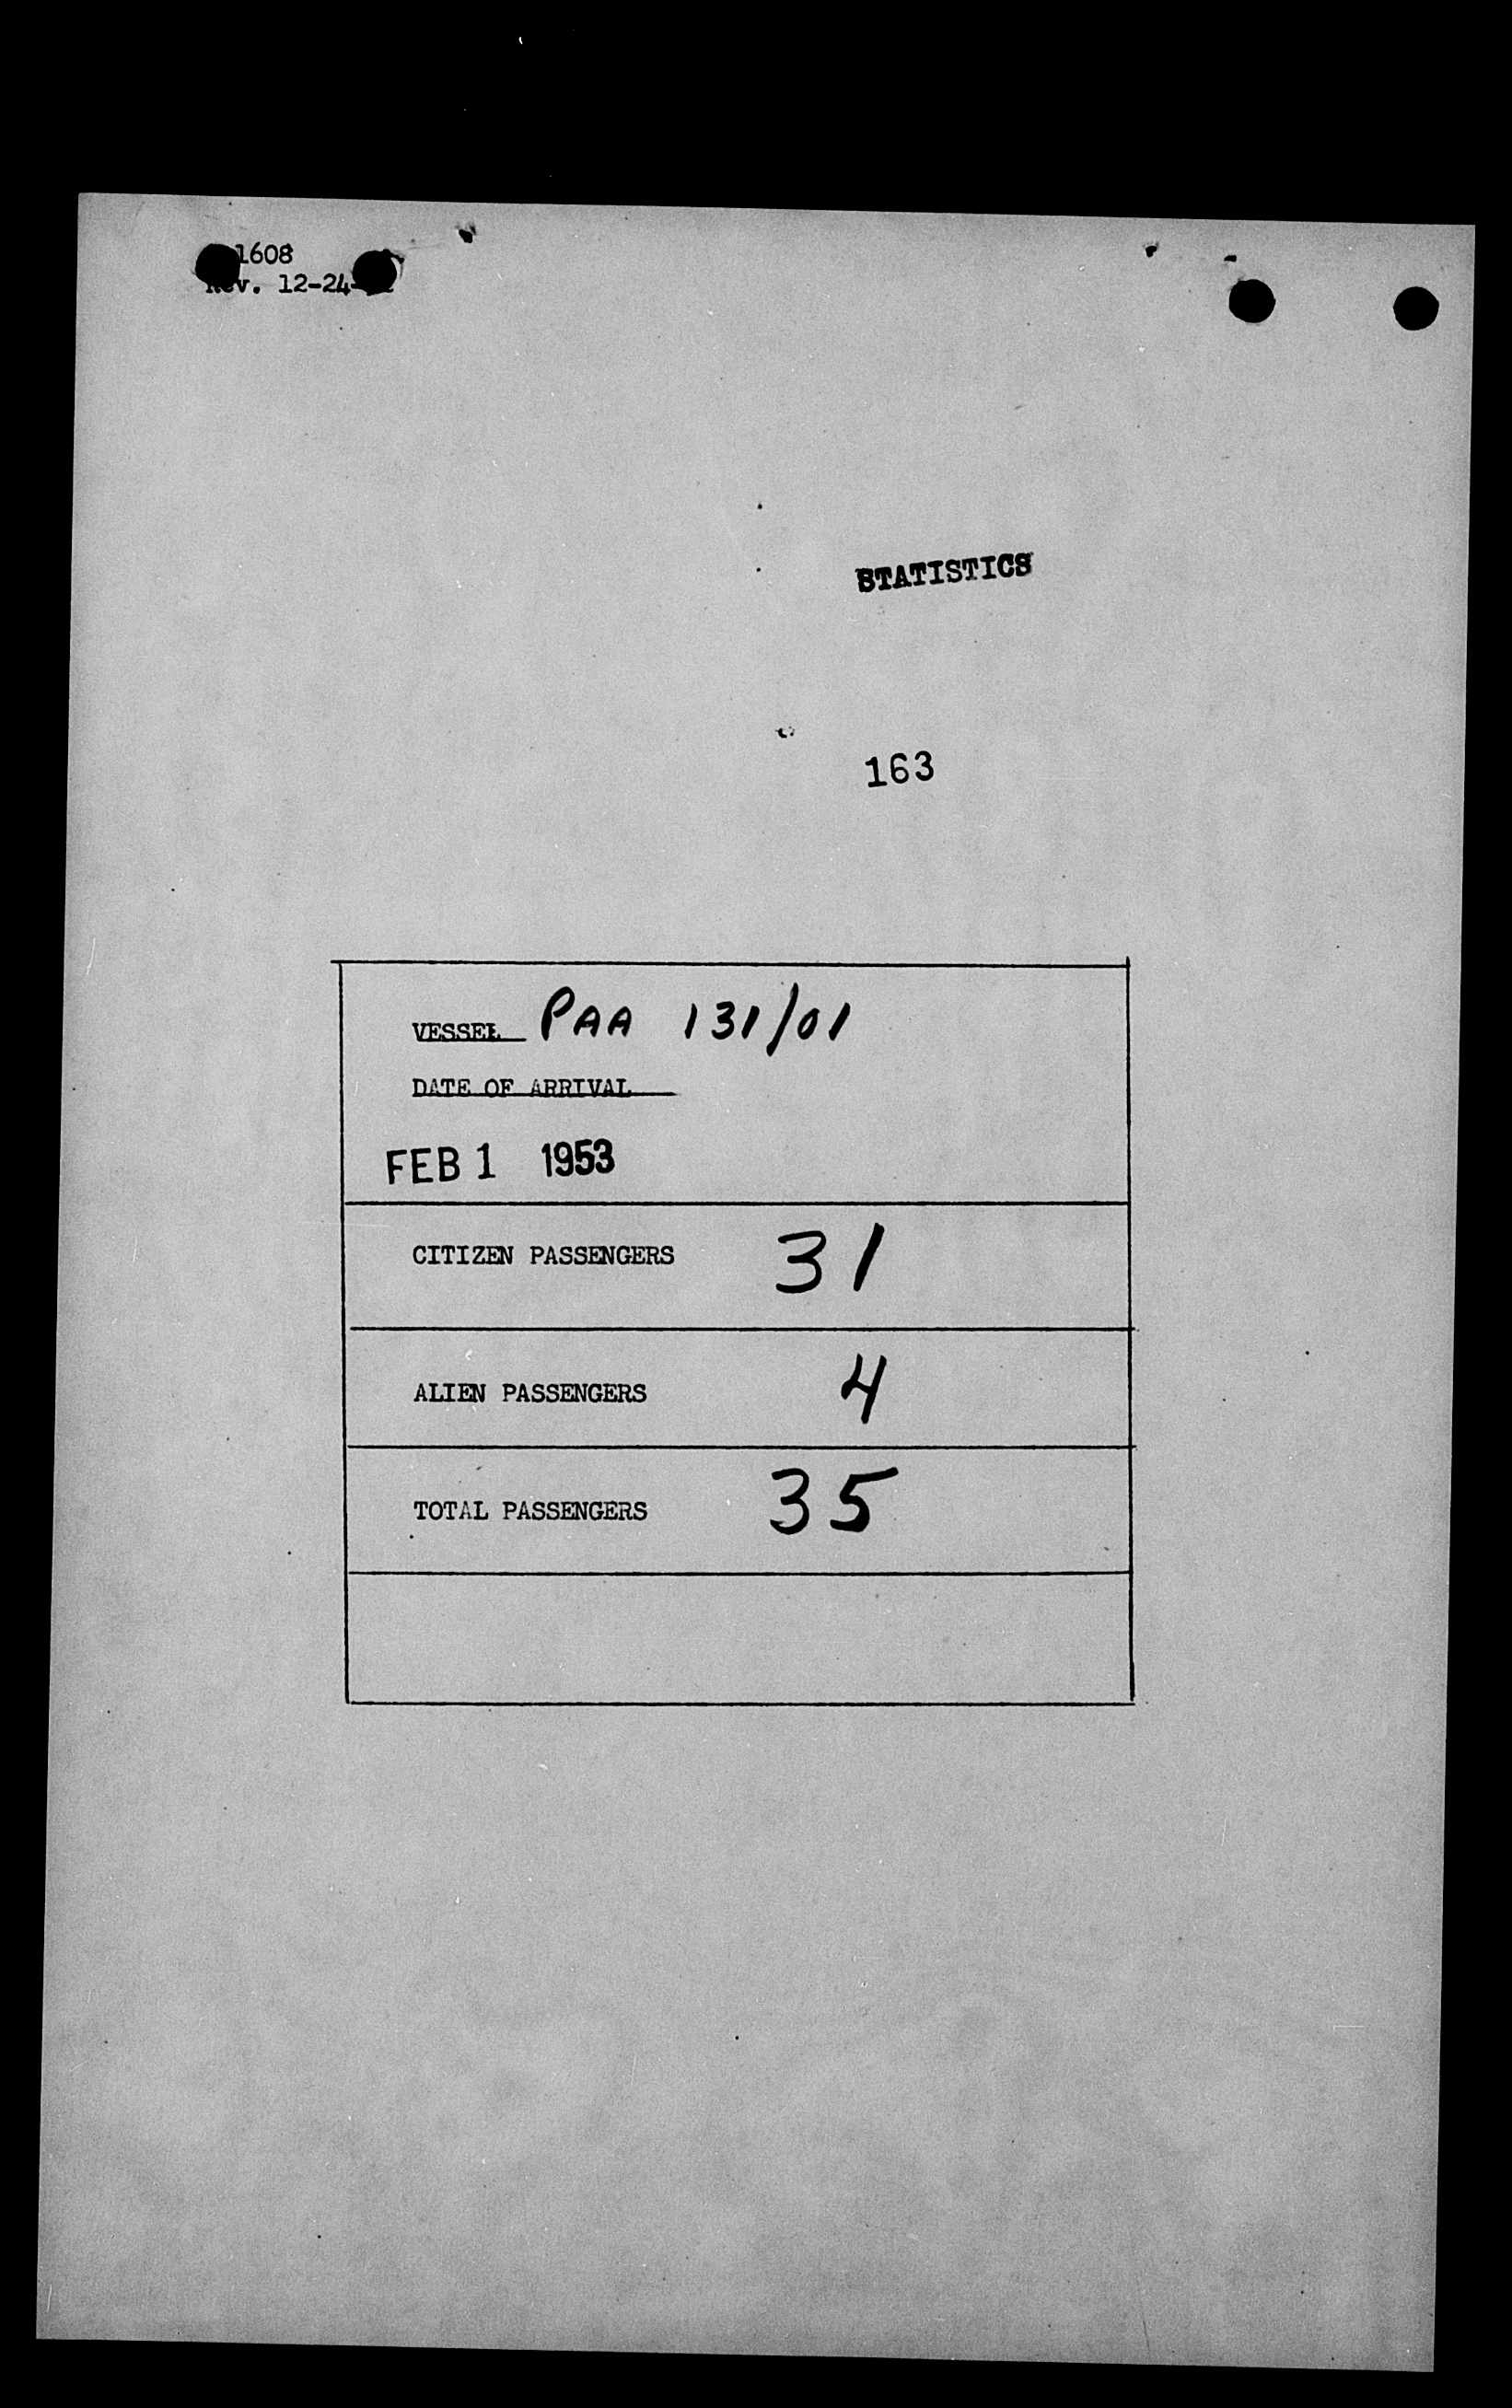 1608
Rev. 12-24-
STATISTICS
163
VESSEL PAA 131/01
DATE OF ARRIVAL
FEB 1 1953
CITIZEN PASSENGERS 31
ALIEN PASSENGERS 4
TOTAL PASSENGERS 35